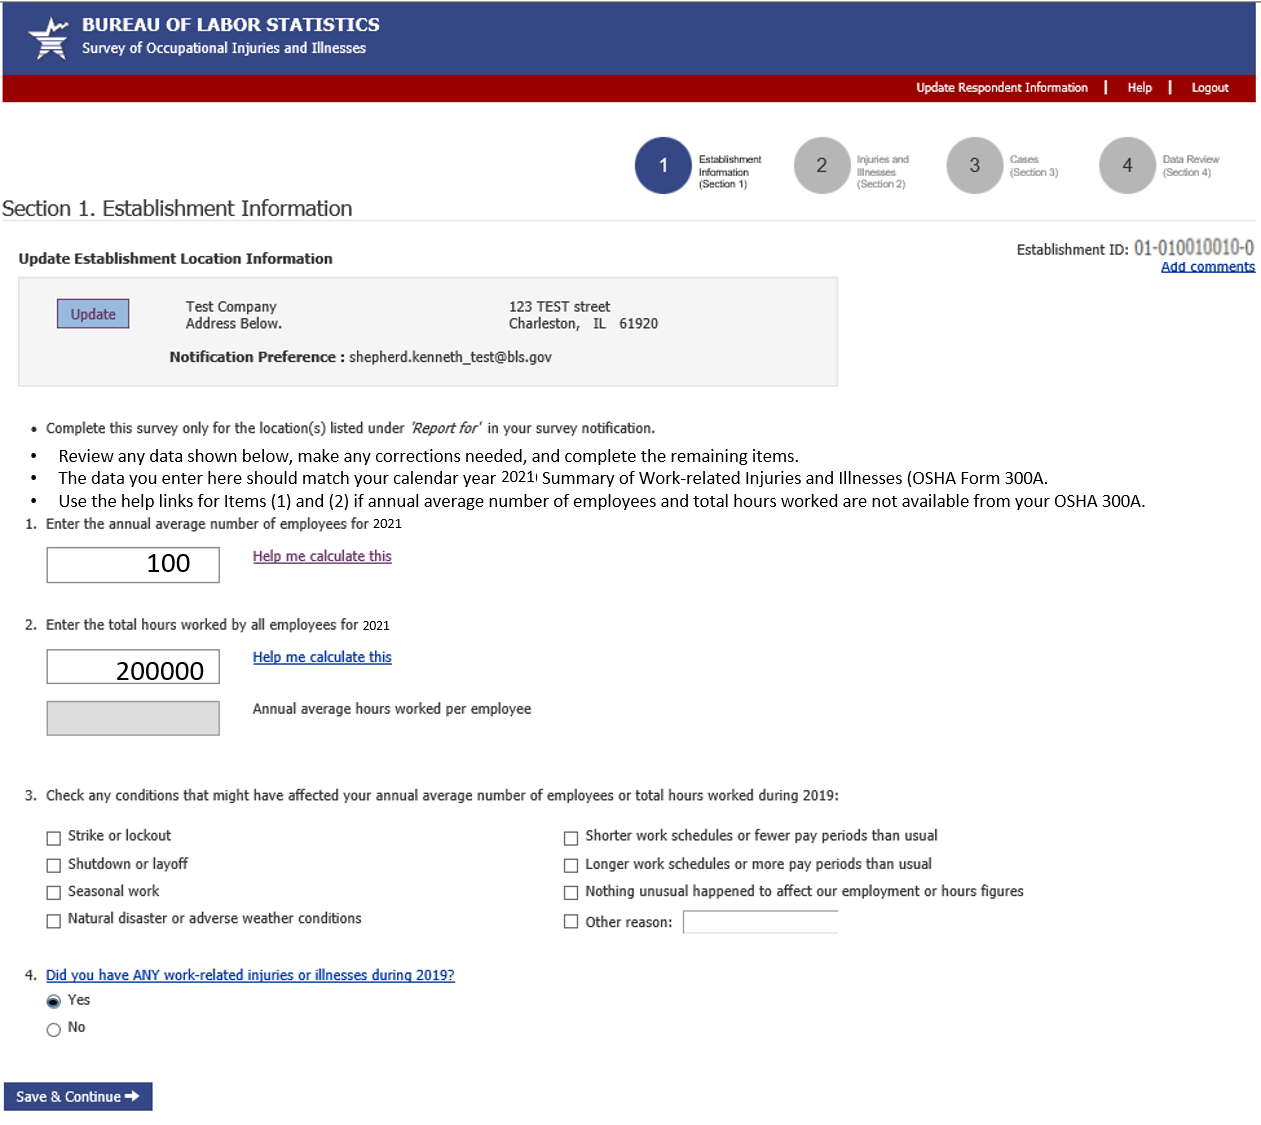 BUREAU OF LABOR STATISTICS
Survey of Occupational Injuries and Illnesses
Update Respondent Information | Help | Logout
1 Establishment Information (Section 1)
2 Injuries and Illnesses (Section 2)
3 Cases (Section 3)
4 Data Review (Section 4)
Section 1. Establishment Information
Establishment ID: 01-010010010-0
Add comments
Update Establishment Location Information
Update
Test Company
Address Below.
123 TEST street
Charleston, IL 61920
Notification Preference : shepherd.kenneth_test@bls.gov
• Complete this survey only for the location(s) listed under 'Report for' in your survey notification.
• Review any data shown below, make any corrections needed, and complete the remaining items.
• The data you enter here should match your calendar year 2021 Summary of Work-related Injuries and Illnesses (OSHA Form 300A.
• Use the help links for Items (1) and (2) if annual average number of employees and total hours worked are not available from your OSHA 300A.
1. Enter the annual average number of employees for 2021
100 Help me calculate this
2. Enter the total hours worked by all employees for 2021
200000 Help me calculate this
Annual average hours worked per employee
3. Check any conditions that might have affected your annual average number of employees or total hours worked during 2019:
Strike or lockout
Shutdown or layoff
Seasonal work
Natural disaster or adverse weather conditions
Shorter work schedules or fewer pay periods than usual
Longer work schedules or more pay periods than usual
Nothing unusual happened to affect our employment or hours figures
Other reason:
4. Did you have ANY work-related injuries or illnesses during 2019?
Yes
No
Save & Continue